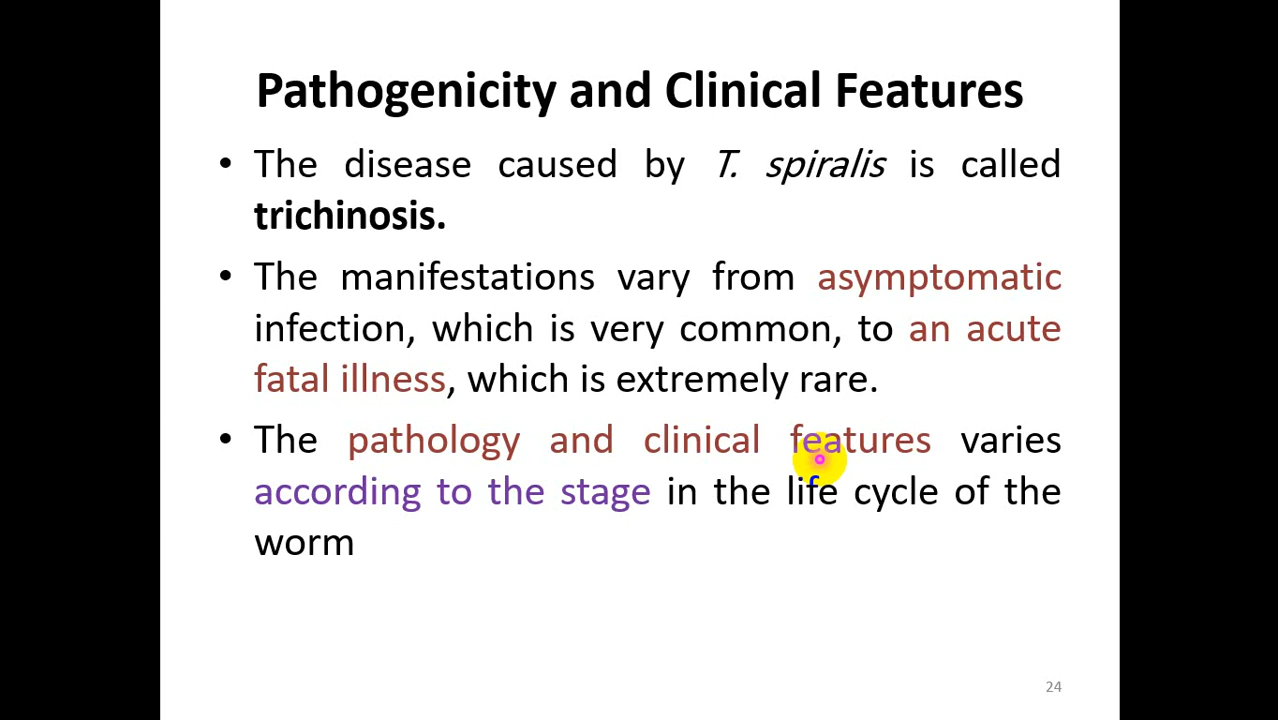 Pathogenicity and Clinical Features
• The disease caused by T. spiralis is called
trichinosis.
• The manifestations vary from asymptomatic
infection, which is very common, to an acute
fatal illness, which is extremely rare.
• The pathology and clinical features varies
according to the stage in the life cycle of the
worm
24